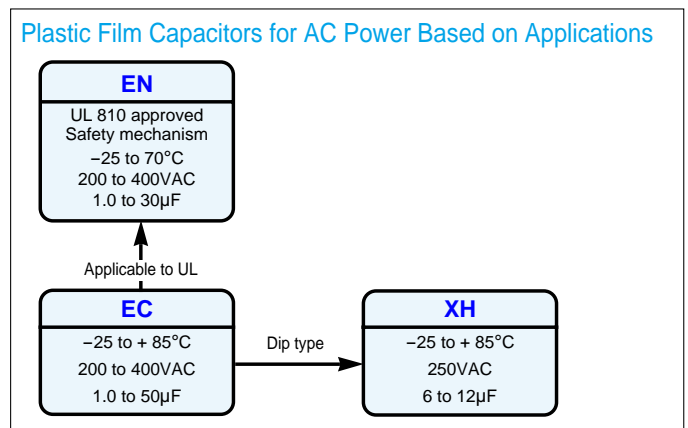 Plastic Film Capacitors for AC Power Based on Applications
EN
UL 810 approved
Safety mechanism
−25 to 70°C
200 to 400VAC
1.0 to 30µF
Applicable to UL
EC
−25 to + 85°C
200 to 400VAC
1.0 to 50µF
Dip type
XH
−25 to + 85°C
250VAC
6 to 12µF